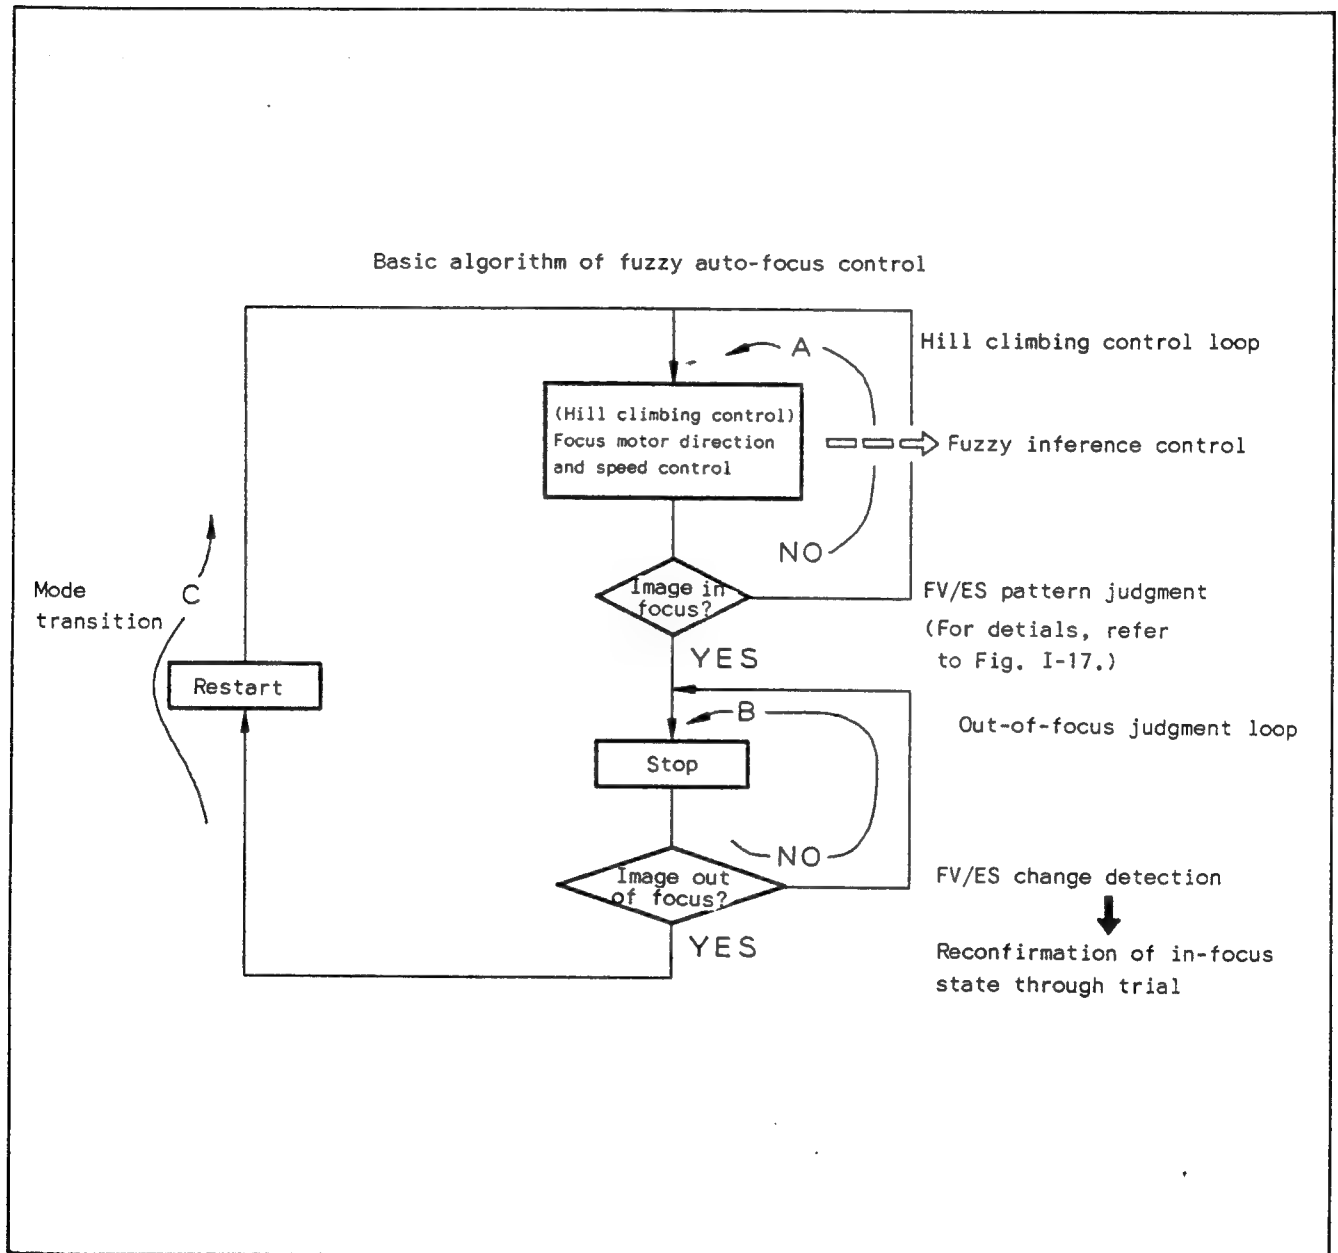 Basic algorithm of fuzzy auto-focus control
A
Hill climbing control loop
(Hill climbing control)
Focus motor direction
and speed control
Fuzzy inference control
NO
Mode
transition
C
Image in
focus?
FV/ES pattern judgment
(For detials, refer
to Fig. I-17.)
YES
Restart
B
Out-of-focus judgment loop
Stop
NO
Image out
of focus?
FV/ES change detection
YES
Reconfirmation of in-focus
state through trial